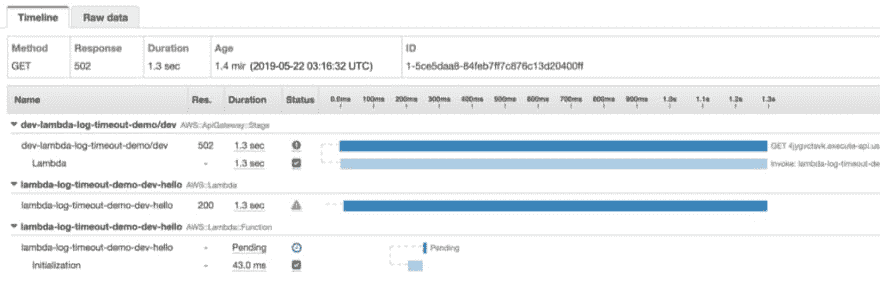 Timeline Raw data
Method Response Duration Age ID
GET 502 1.3 sec 1.4 mir (2019-05-22 03:16:32 UTC) 1-5ce5daa8-84feb7ff7c876c13d20400ff
Name Res. Duration Status 0.0ms 100ms 200ms 300ms 400ms 500ms 600ms 700ms 800ms 900ms 1.0s 1.1s 1.2s 1.3s
dev-lambda-log-timeout-demo/dev AWS::ApiGateway::Stage
dev-lambda-log-timeout-demo/dev 502 1.3 sec GET 4jygvctsvk.execute-api.us
Lambda - 1.3 sec Invoke: lambda-log-timeout-de
lambda-log-timeout-demo-dev-hello AWS::Lambda
lambda-log-timeout-demo-dev-hello 200 1.3 sec
lambda-log-timeout-demo-dev-hello AWS::Lambda::Function
lambda-log-timeout-demo-dev-hello - Pending Pending
Initialization - 43.0 ms